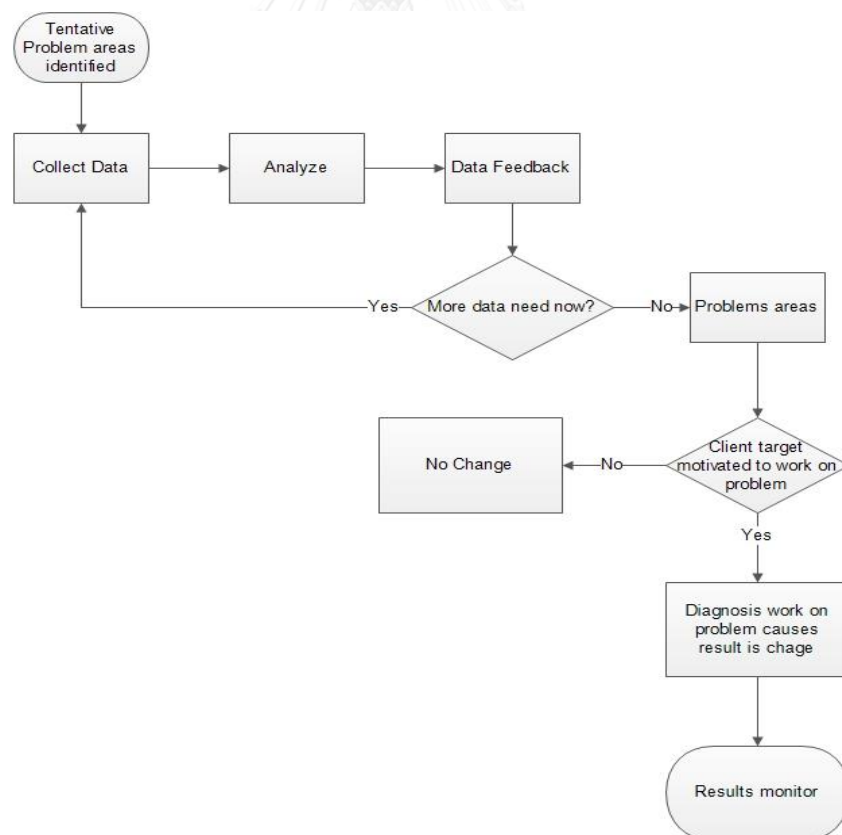 Tentative
Problem areas
identified
Collect Data
Analyze
Data Feedback
Yes
More data need now?
No
Problems areas
No Change
No
Client target
motivated to work on
problem
Yes
Diagnosis work on
problem causes
result is chage
Results monitor